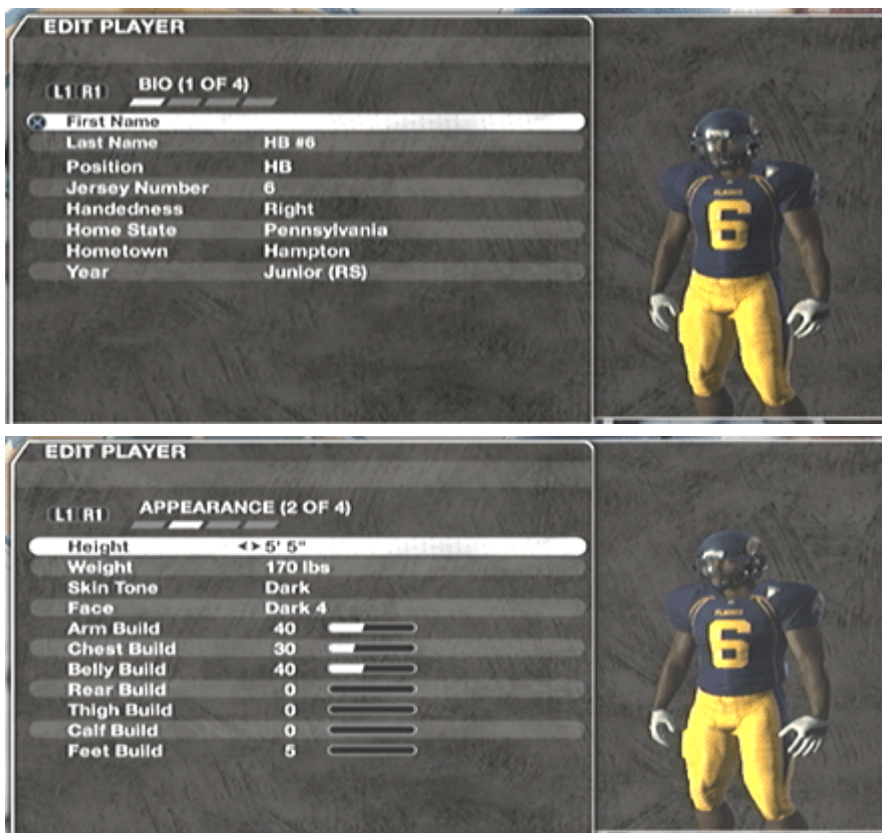 EDIT PLAYER
L1 R1 BIO (1 OF 4)
First Name
Last Name HB #6
Position HB
Jersey Number 6
Handedness Right
Home State Pennsylvania
Hometown Hampton
Year Junior (RS)
6
EDIT PLAYER
L1 R1 APPEARANCE (2 OF 4)
Height 5' 5"
Weight 170 lbs
Skin Tone Dark
Face Dark 4
Arm Build 40
Chest Build 30
Belly Build 40
Rear Build 0
Thigh Build 0
Calf Build 0
Feet Build 5
6